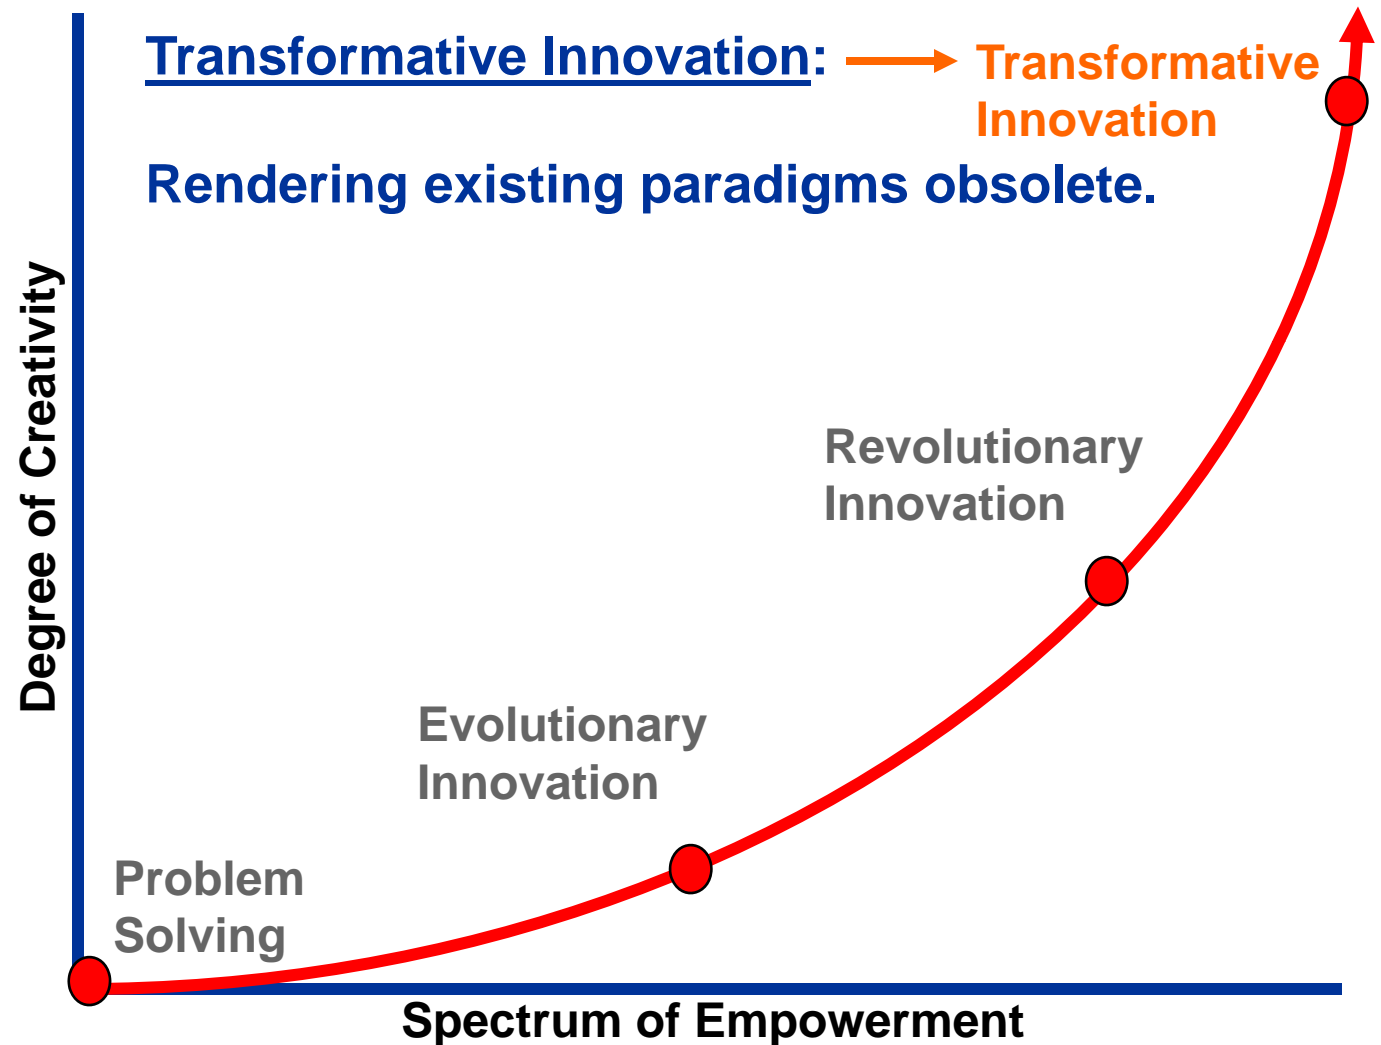 Transformative Innovation:
Transformative
Innovation
Rendering existing paradigms obsolete.
Degree of Creativity
Revolutionary
Innovation
Evolutionary
Innovation
Problem
Solving
Spectrum of Empowerment